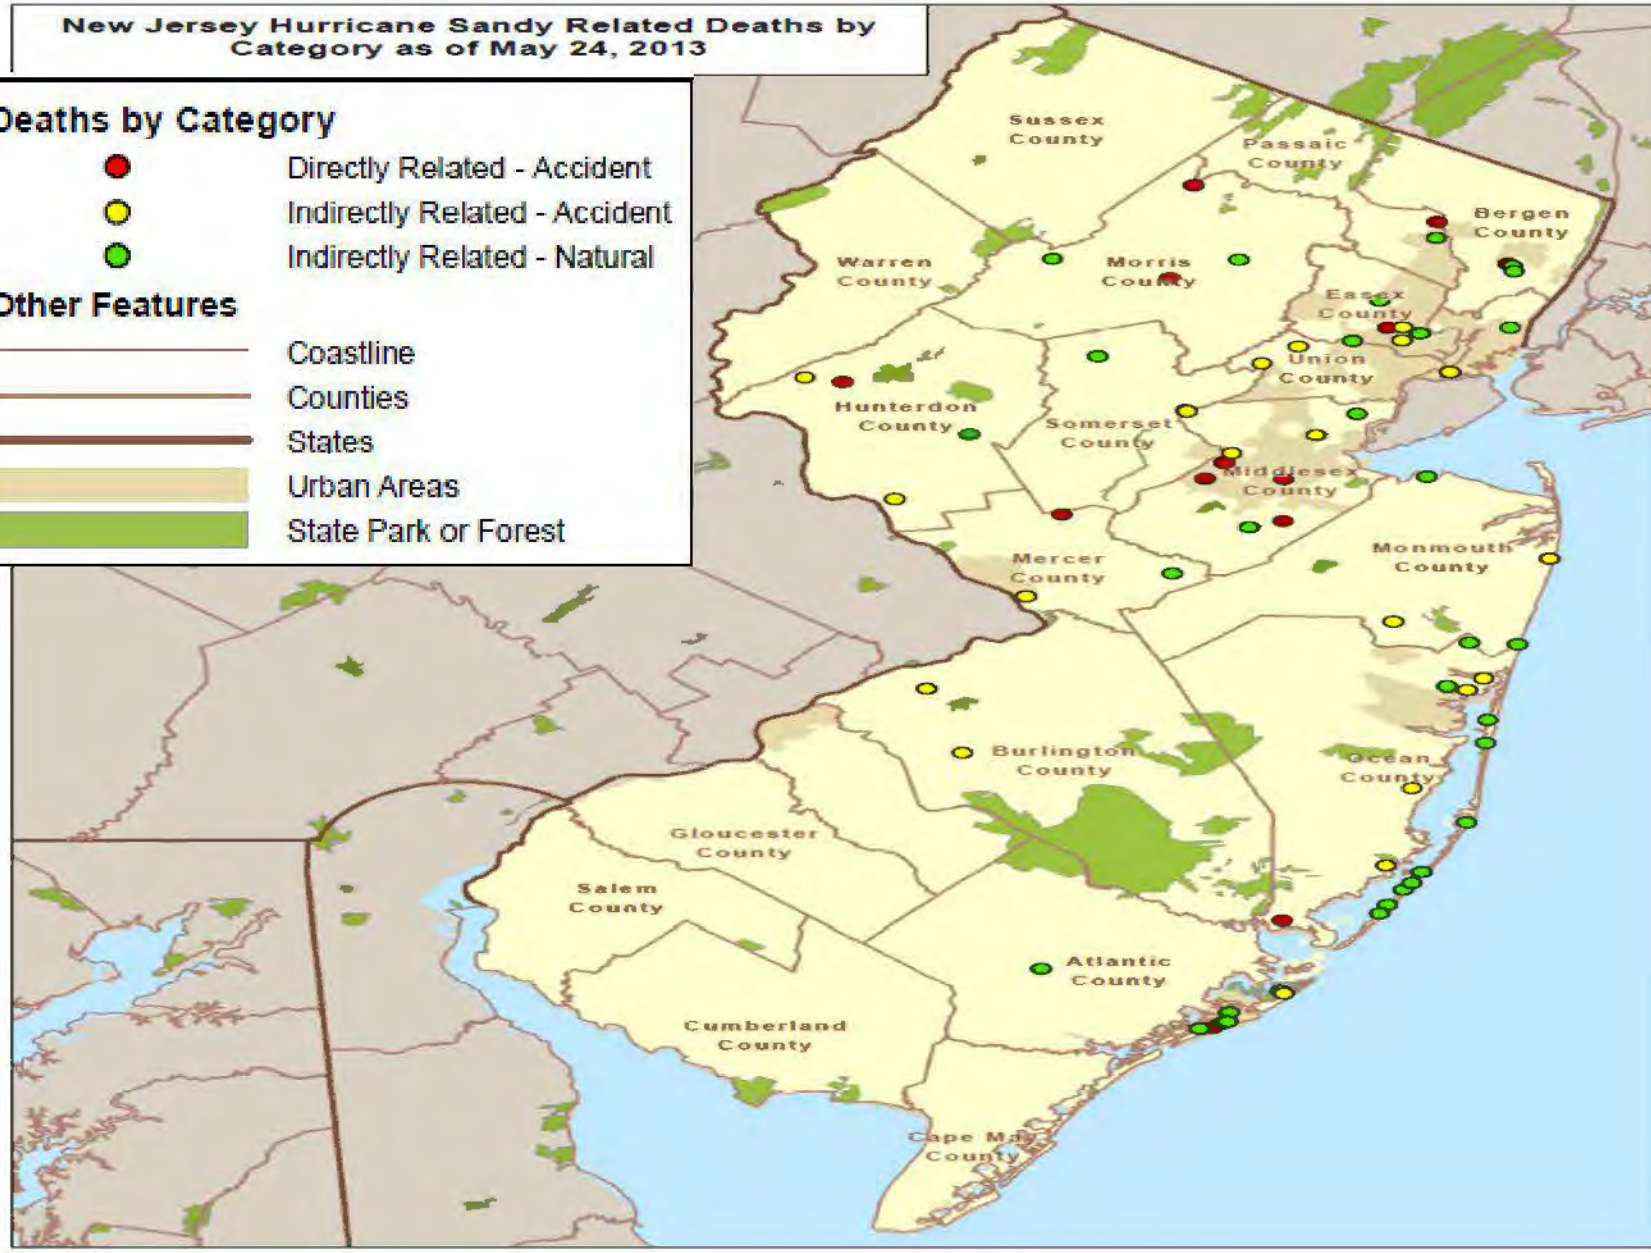 New Jersey Hurricane Sandy Related Deaths by
Category as of May 24, 2013
Deaths by Category
Directly Related - Accident
Indirectly Related - Accident
Indirectly Related - Natural
Other Features
Coastline
Counties
States
Urban Areas
State Park or Forest
Sussex
County
Passaic
County
Bergen
County
Warren
County
Morris
County
Essex
County
Union
County
Hunterdon
County
Somerset
County
Middlesex
County
Mercer
County
Monmouth
County
Burlington
County
Ocean
County
Gloucester
County
Salem
County
Atlantic
County
Cumberland
County
Cape May
County